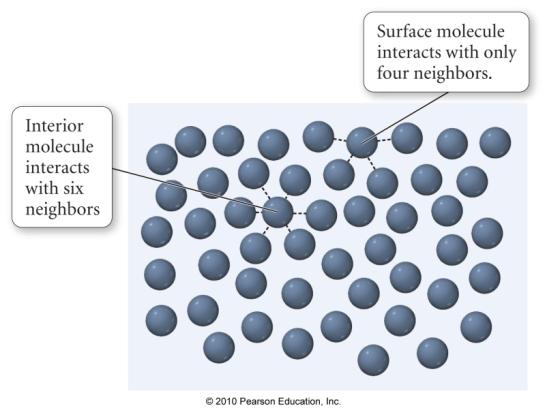 Surface molecule
interacts with only
four neighbors.
Interior
molecule
interacts
with six
neighbors
© 2010 Pearson Education, Inc.